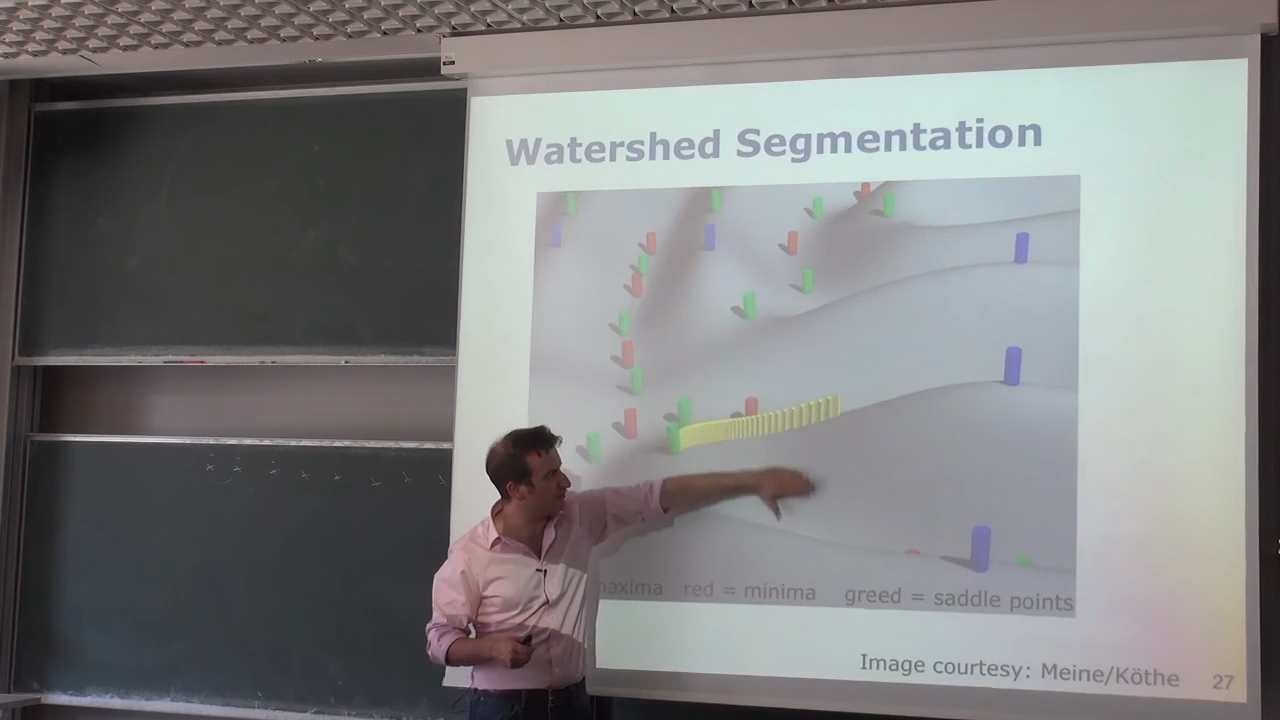 Watershed Segmentation
maxima red = minima greed = saddle points
Image courtesy: Meine/Köthe
27